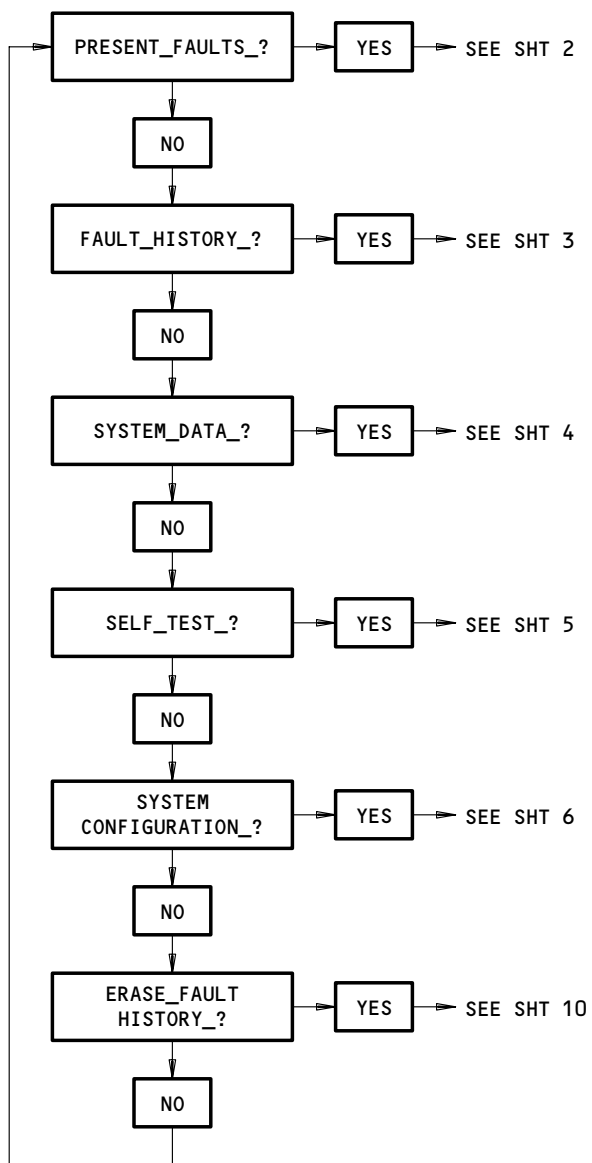 PRESENT_FAULTS_?
YES
SEE SHT 2
NO
FAULT_HISTORY_?
YES
SEE SHT 3
NO
SYSTEM_DATA_?
YES
SEE SHT 4
NO
SELF_TEST_?
YES
SEE SHT 5
NO
SYSTEM
CONFIGURATION_?
YES
SEE SHT 6
NO
ERASE_FAULT
HISTORY_?
YES
SEE SHT 10
NO